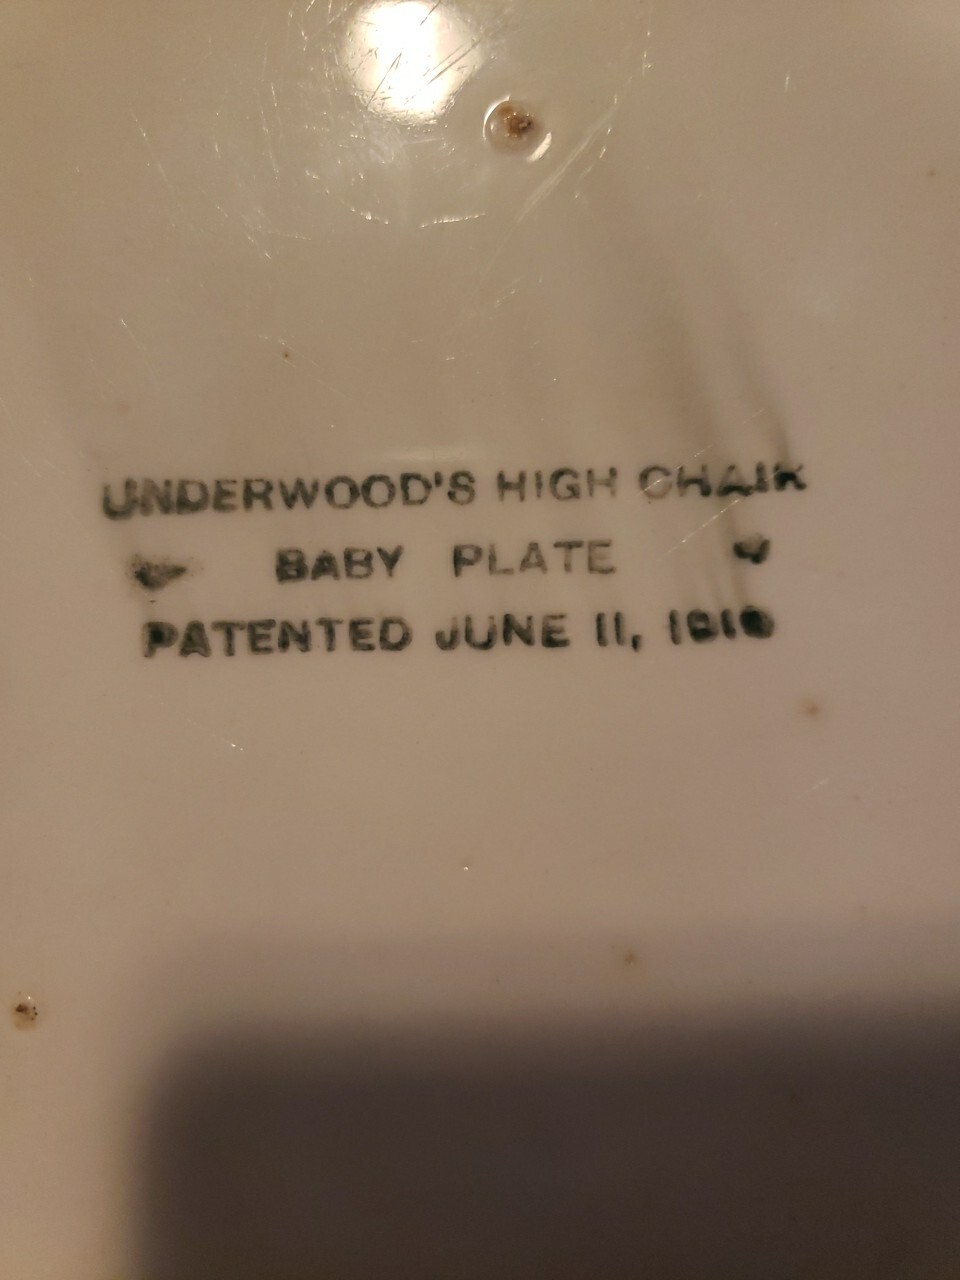 UNDERWOOD'S HIGH CHAIR
BABY PLATE
PATENTED JUNE 11,